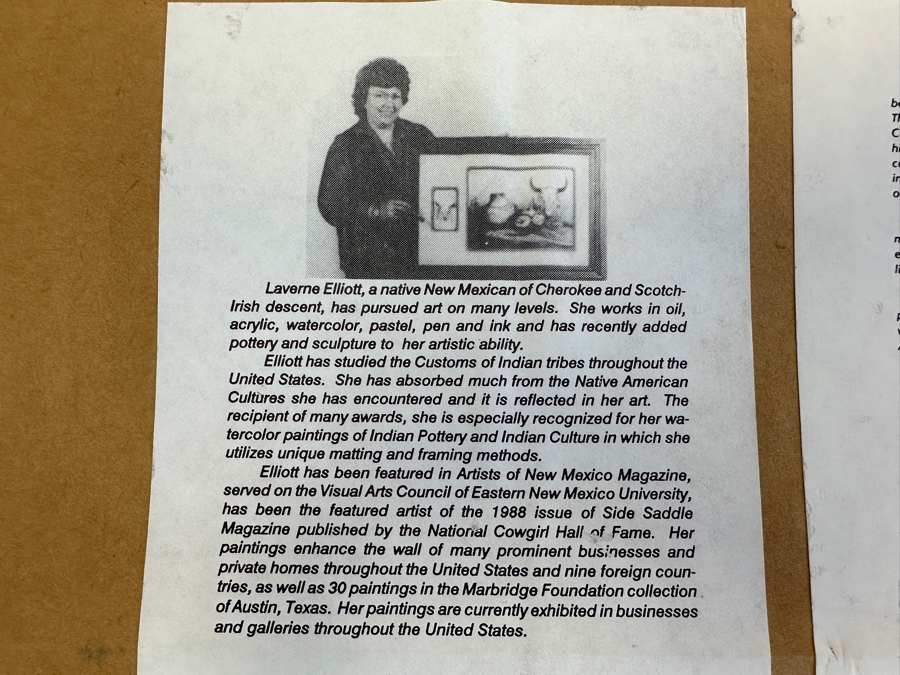 Laverne Elliott, a native New Mexican of Cherokee and Scotch-
Irish descent, has pursued art on many levels. She works in oil,
acrylic, watercolor, pastel, pen and ink and has recently added
pottery and sculpture to her artistic ability.
Elliott has studied the Customs of Indian tribes throughout the
United States. She has absorbed much from the Native American
Cultures she has encountered and it is reflected in her art. The
recipient of many awards, she is especially recognized for her wa-
tercolor paintings of Indian Pottery and Indian Culture in which she
utilizes unique matting and framing methods.
Elliott has been featured in Artists of New Mexico Magazine,
served on the Visual Arts Council of Eastern New Mexico University,
has been the featured artist of the 1988 issue of Side Saddle
Magazine published by the National Cowgirl Hall of Fame. Her
paintings enhance the wall of many prominent businesses and
private homes throughout the United States and nine foreign coun-
tries, as well as 30 paintings in the Marbridge Foundation collection
of Austin, Texas. Her paintings are currently exhibited in businesses
and galleries throughout the United States.